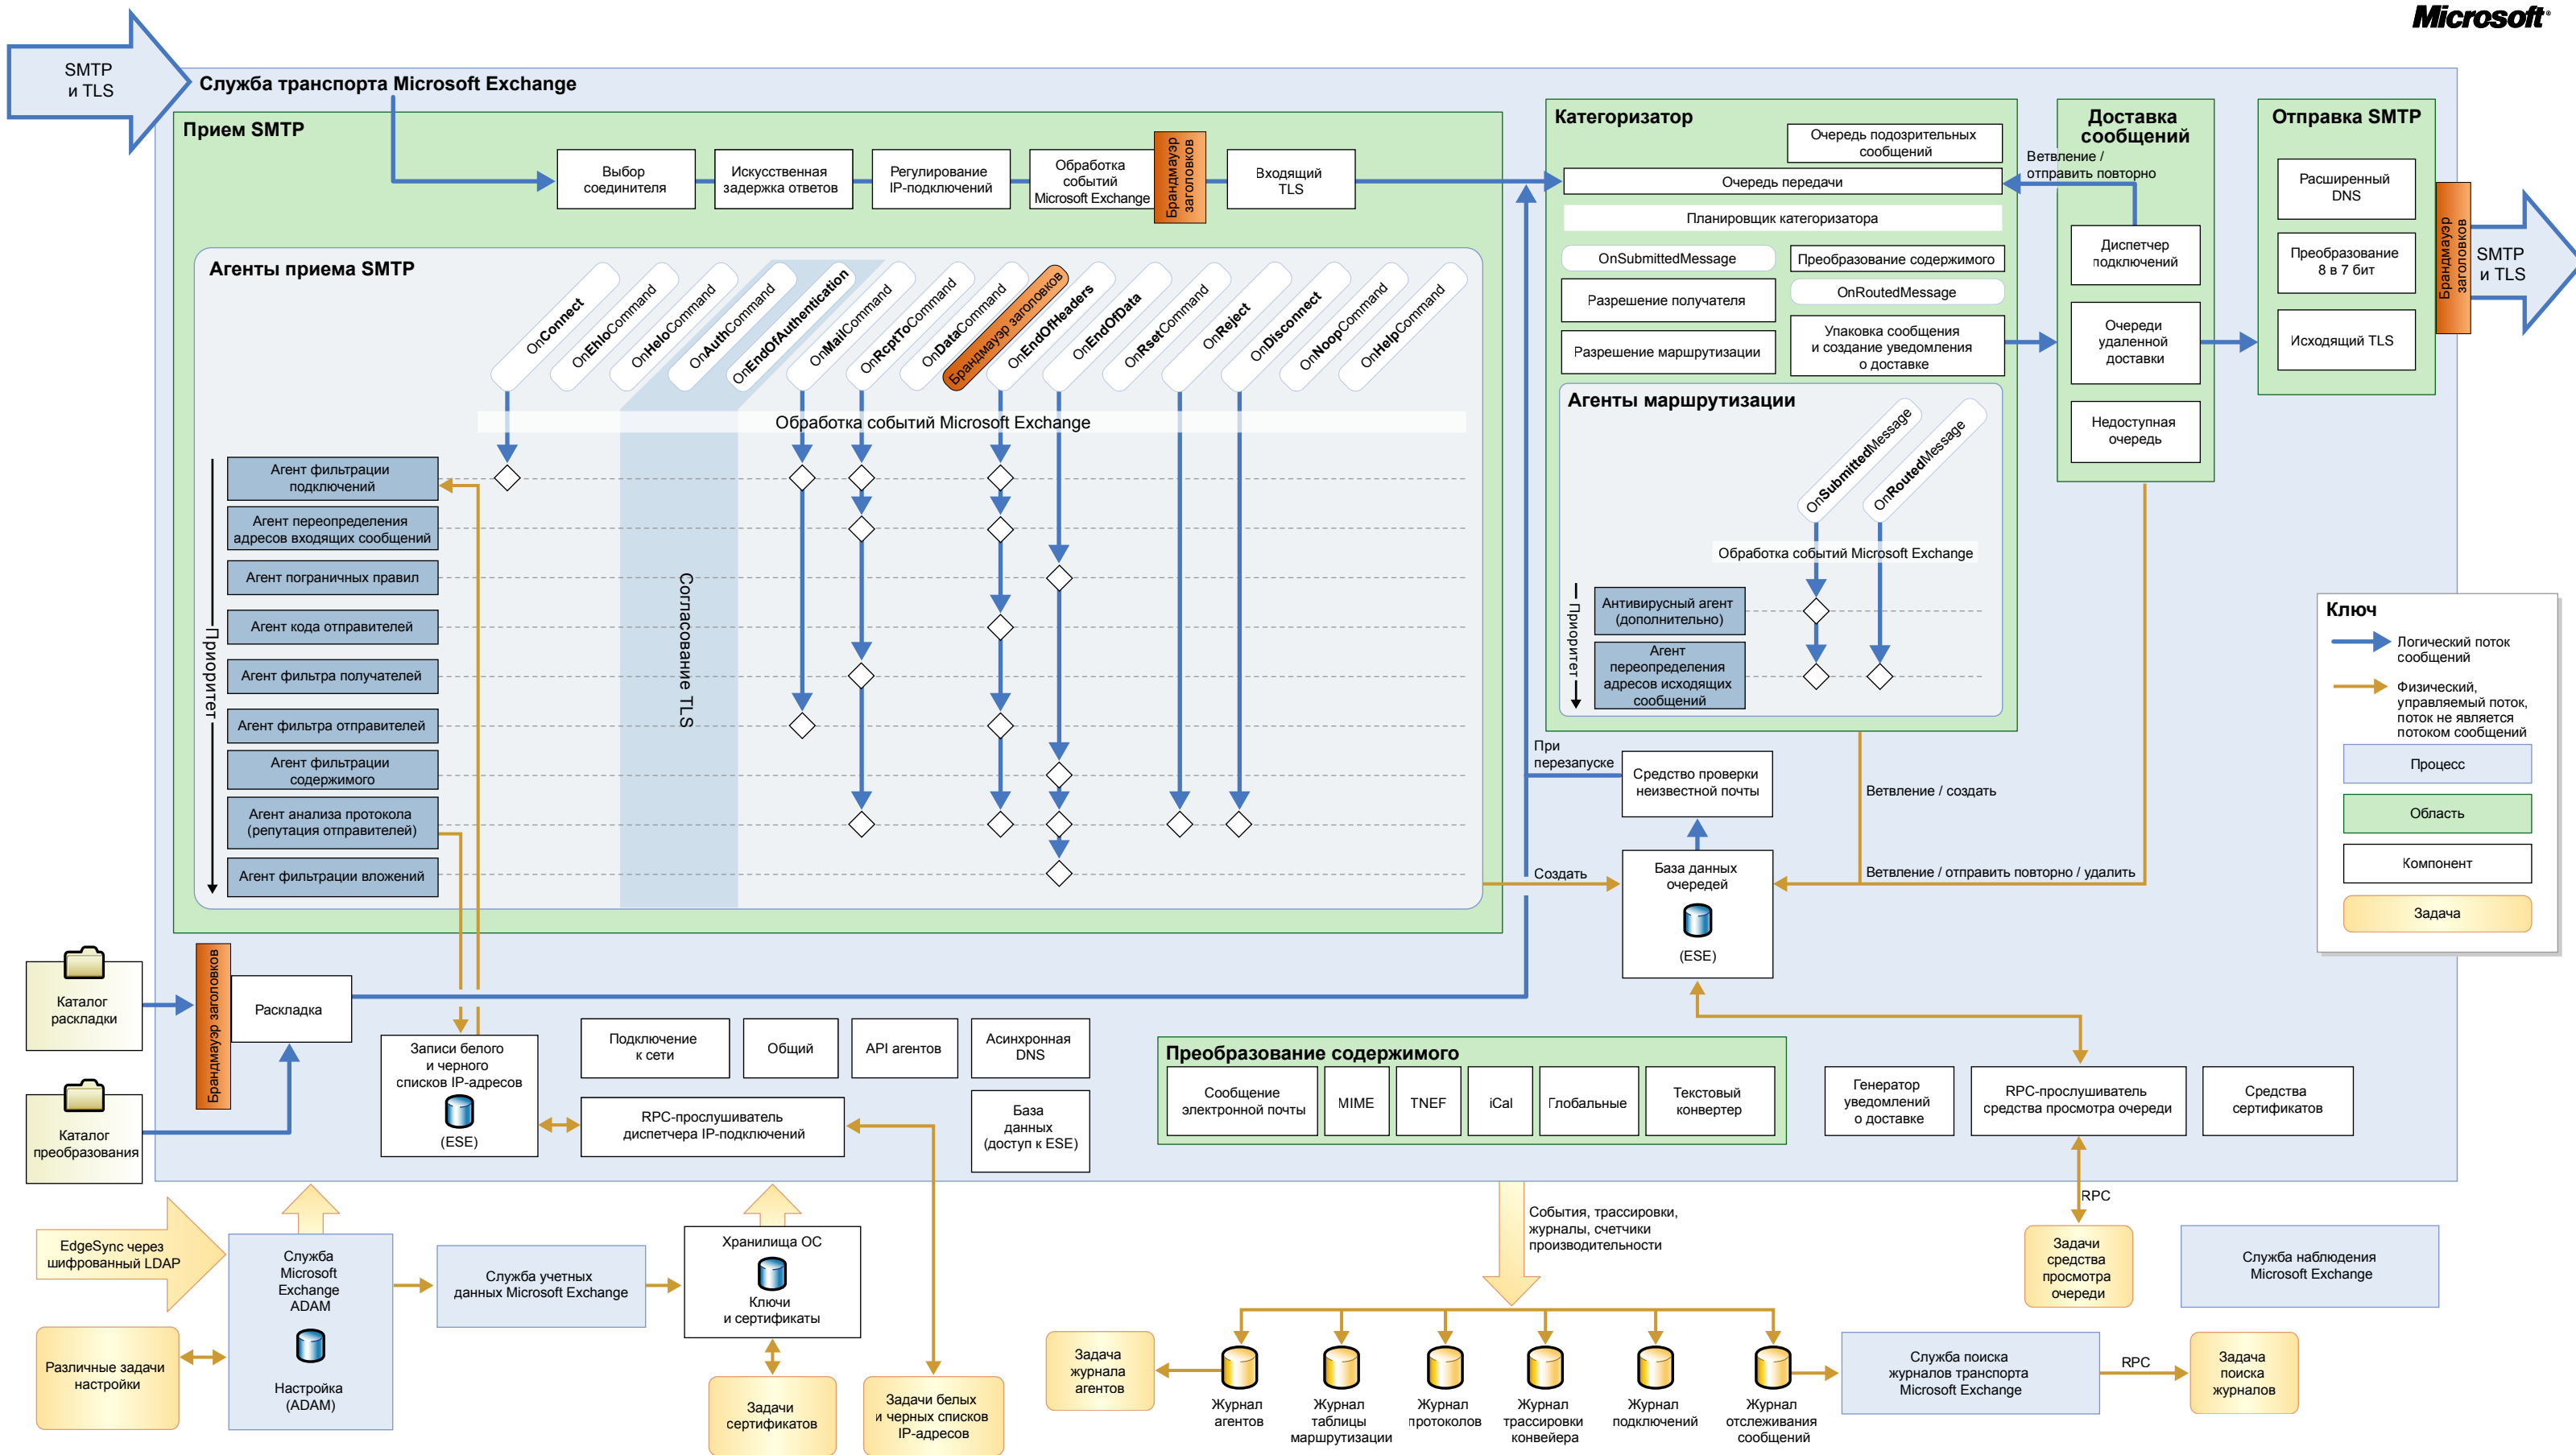 Microsoft
SMTP
и TLS
Служба транспорта Microsoft Exchange
Прием SMTP
Выбор
соединителя
Искусственная
задержка ответов
Регулирование
IP-подключений
Обработка
событий
Microsoft Exchange
Брандмауэр
заголовков
Входящий
TLS
Агенты приема SMTP
OnConnect
OnEhloCommand
OnHeloCommand
OnAuthCommand
OnEndOfAuthentication
OnMailCommand
OnRcptToCommand
OnDataCommand
Брандмауэр заголовков
OnEndOfHeaders
OnEndOfData
OnRsetCommand
OnReject
OnDisconnect
OnNoopCommand
OnHelpCommand
Обработка событий Microsoft Exchange
Приоритет
Согласование TLS
Агент фильтрации
подключений
Агент переопределения
адресов входящих сообщений
Агент пограничных правил
Агент кода отправителей
Агент фильтра получателей
Агент фильтра отправителей
Агент фильтрации
содержимого
Агент анализа протокола
(репутация отправителей)
Агент фильтрации вложений
Категоризатор
Очередь подозрительных
сообщений
Очередь передачи
Планировщик категоризатора
OnSubmittedMessage
Преобразование содержимого
Разрешение получателя
OnRoutedMessage
Разрешение маршрутизации
Упаковка сообщения
и создание уведомления
о доставке
Агенты маршрутизации
OnSubmittedMessage
OnRoutedMessage
Обработка событий Microsoft Exchange
Приоритет
Антивирусный агент
(дополнительно)
Агент
переопределения
адресов исходящих
сообщений
Доставка
сообщений
Ветвление /
отправить повторно
Диспетчер
подключений
Очереди
удаленной
доставки
Недоступная
очередь
Отправка SMTP
Расширенный
DNS
Преобразование
8 в 7 бит
Исходящий TLS
Брандмауэр
заголовков
SMTP
и TLS
Ключ
Логический поток
сообщений
Физический,
управляемый поток,
поток не является
потоком сообщений
Процесс
Область
Компонент
Задача
При
перезапуске
Средство проверки
неизвестной почты
Ветвление / создать
Создать
База данных
очередей
(ESE)
Ветвление / отправить повторно / удалить
Каталог
раскладки
Каталог
преобразования
Брандмауэр заголовков
Раскладка
Записи белого
и черного
списков IP-адресов
(ESE)
Подключение
к сети
Общий
API агентов
Асинхронная
DNS
RPC-прослушиватель
диспетчера IP-подключений
База
данных
(доступ к ESE)
Преобразование содержимого
Сообщение
электронной почты
MIME
TNEF
iCal
Глобальные
Текстовый
конвертер
Генератор
уведомлений
о доставке
RPC-прослушиватель
средства просмотра очереди
Средства
сертификатов
EdgeSync через
шифрованный LDAP
Различные задачи
настройки
Служба
Microsoft
Exchange
ADAM
Настройка
(ADAM)
Служба учетных
данных Microsoft Exchange
Хранилища ОС
Ключи
и сертификаты
Задачи
сертификатов
Задачи белых
и черных списков
IP-адресов
События, трассировки,
журналы, счетчики
производительности
Задача
журнала
агентов
Журнал
агентов
Журнал
таблицы
маршрутизации
Журнал
протоколов
Журнал
трассировки
конвейера
Журнал
подключений
Журнал
отслеживания
сообщений
RPC
Задачи
средства
просмотра
очереди
Служба наблюдения
Microsoft Exchange
Служба поиска
журналов транспорта
Microsoft Exchange
RPC
Задача
поиска
журналов